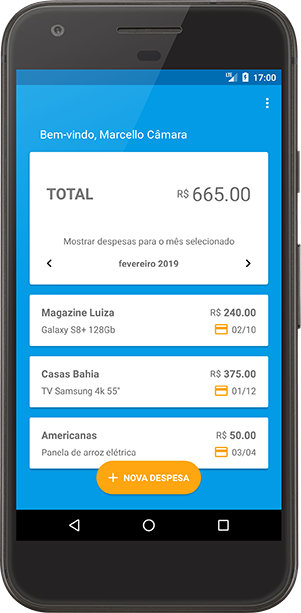 LTE 17:00
Bem-vindo, Marcello Câmara
TOTAL R$ 665.00
Mostrar despesas para o mês selecionado
fevereiro 2019
Magazine Luiza R$ 240.00
Galaxy S8+ 128Gb 02/10
Casas Bahia R$ 375.00
TV Samsung 4k 55" 01/12
Americanas R$ 50.00
Panela de arroz elétrica 03/04
+ NOVA DESPESA